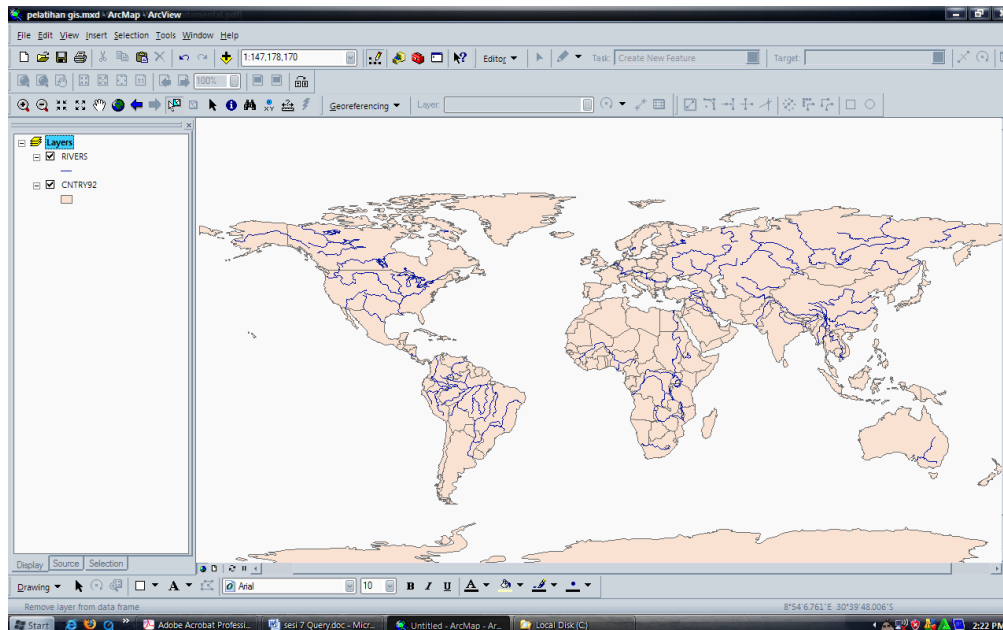 pelatihan gis.mxd - ArcMap - ArcView
File Edit View Insert Selection Tools Window Help
1:147,178,170 Editor Task: Create New Feature Target:
100%
Georeferencing Layer:
Layers
RIVERS
CNTRY92
Display Source Selection
Drawing A Arial 10 B I U A
Remove layer from data frame 8°54'6.761"E 30°39'48.006"S
Start Adobe Acrobat Professi... sesi 7 Query.doc - Micr... Untitled - ArcMap - Ar... Local Disk (C:) 2:22 PM